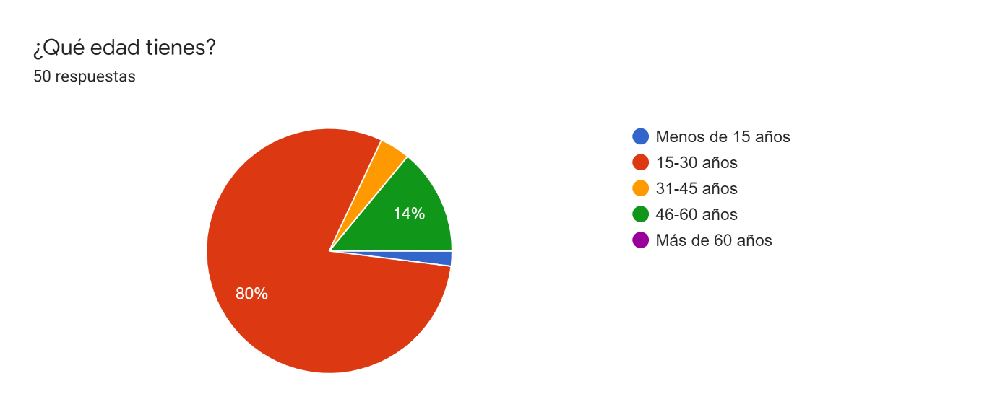 ¿Qué edad tienes?
50 respuestas
14%
80%
Menos de 15 años
15-30 años
31-45 años
46-60 años
Más de 60 años